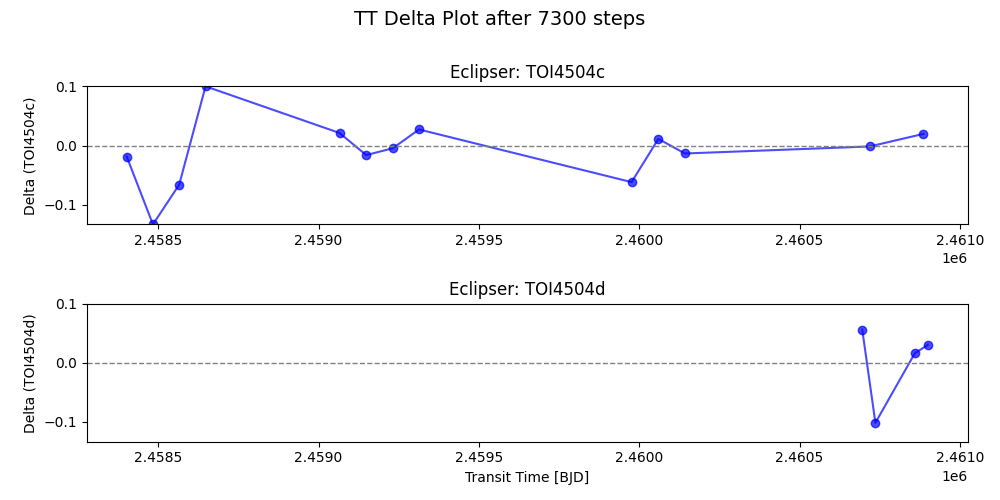 TT Delta Plot after 7300 steps
Eclipser: TOI4504c
Delta (TOI4504c)
0.1
0.0
−0.1
2.4585 2.4590 2.4595 2.4600 2.4605 2.4610
1e6
Eclipser: TOI4504d
Delta (TOI4504d)
0.1
0.0
−0.1
2.4585 2.4590 2.4595 2.4600 2.4605 2.4610
1e6
Transit Time [BJD]